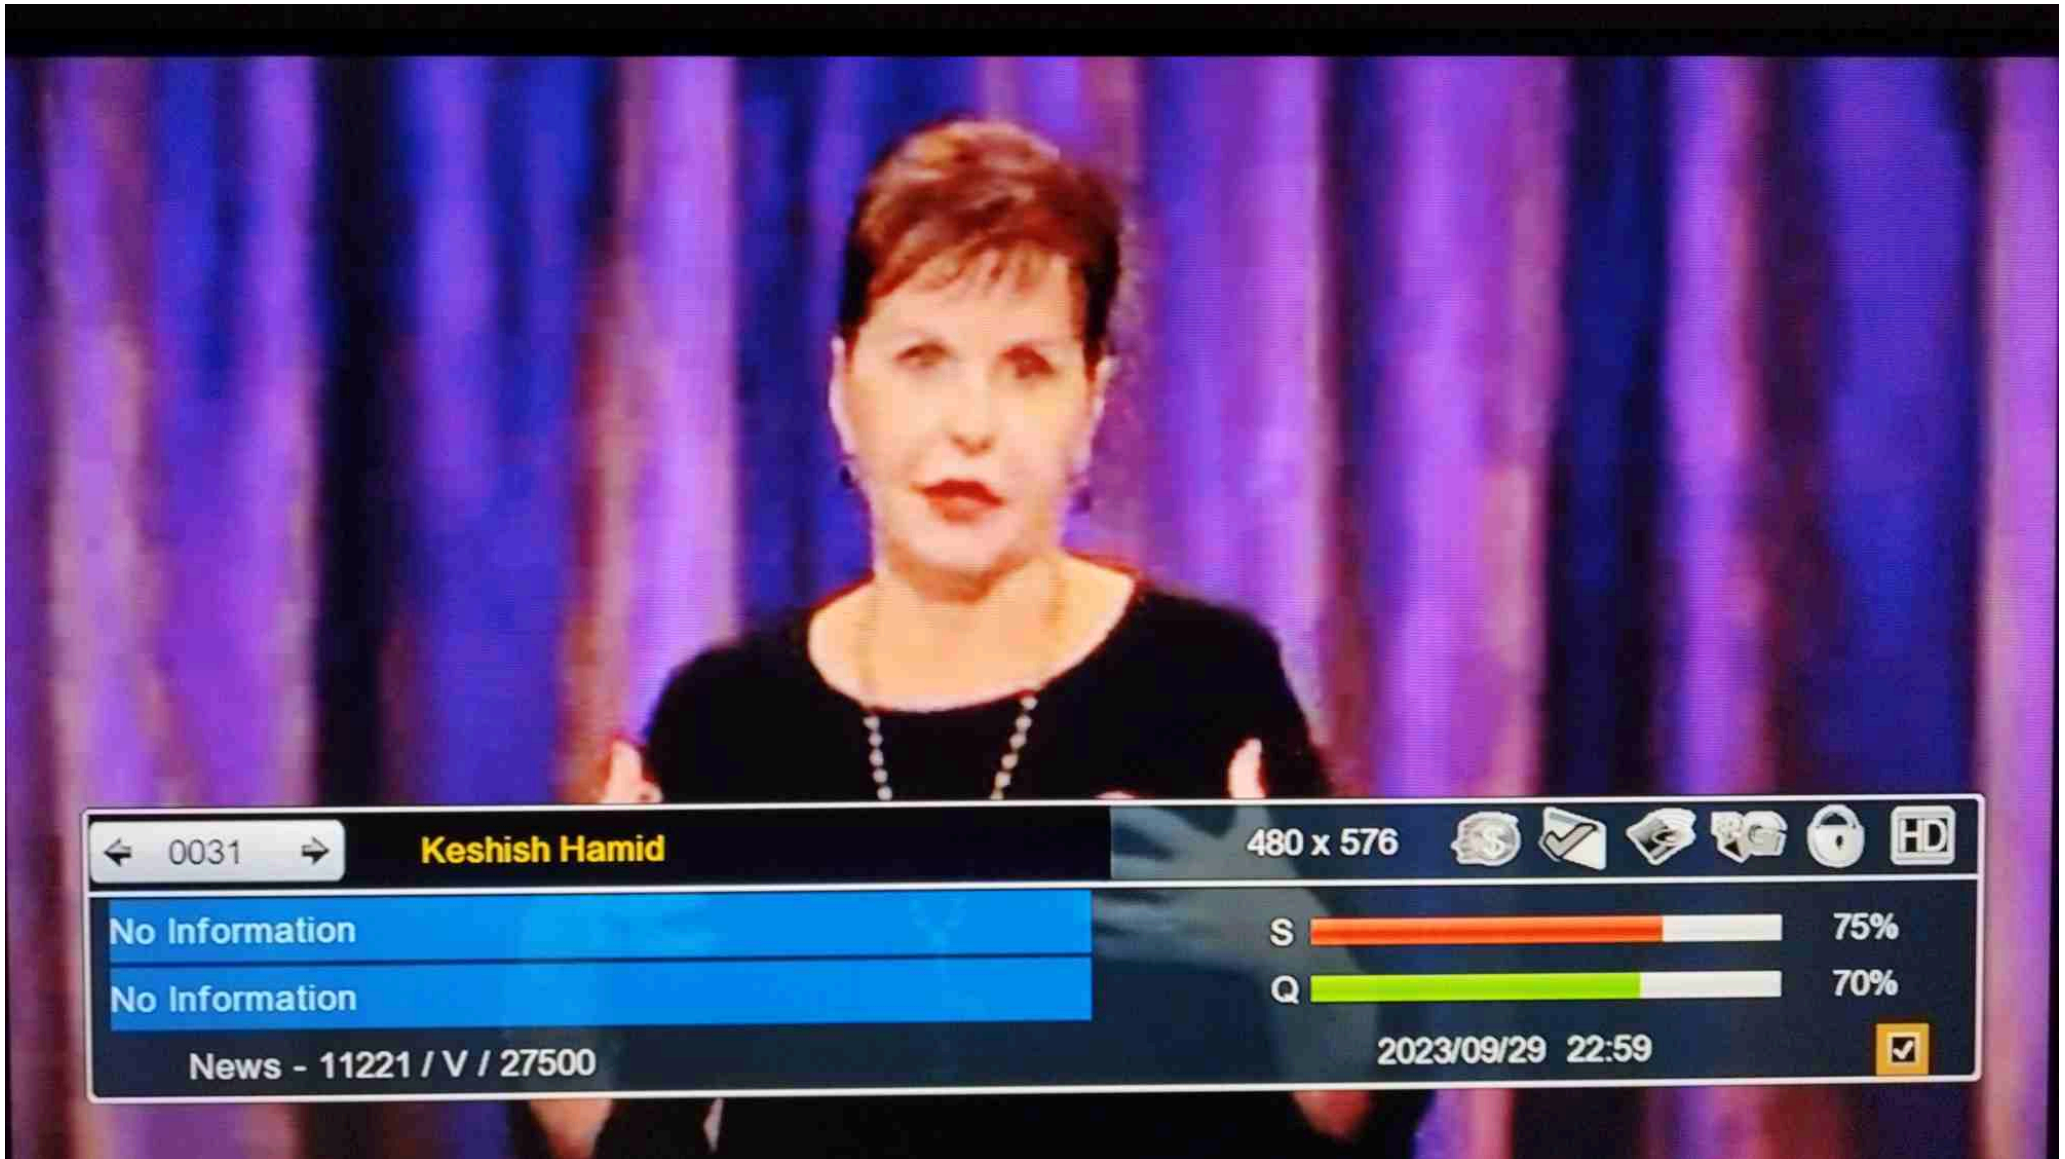 0031
Keshish Hamid
480 x 576
HD
No Information
S 75%
No Information
Q 70%
News - 11221 / V / 27500
2023/09/29 22:59